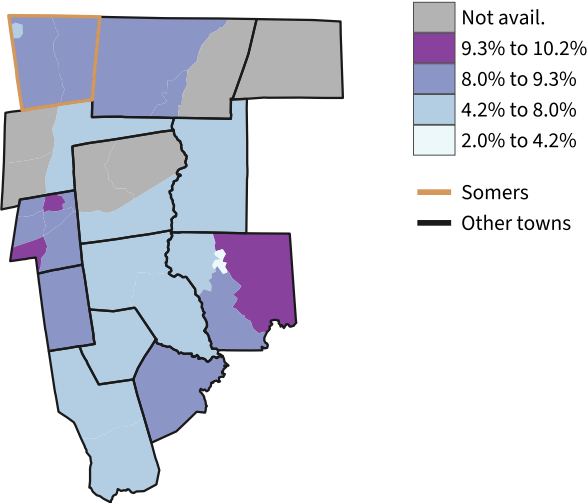 Not avail.
9.3% to 10.2%
8.0% to 9.3%
4.2% to 8.0%
2.0% to 4.2%
Somers
Other towns